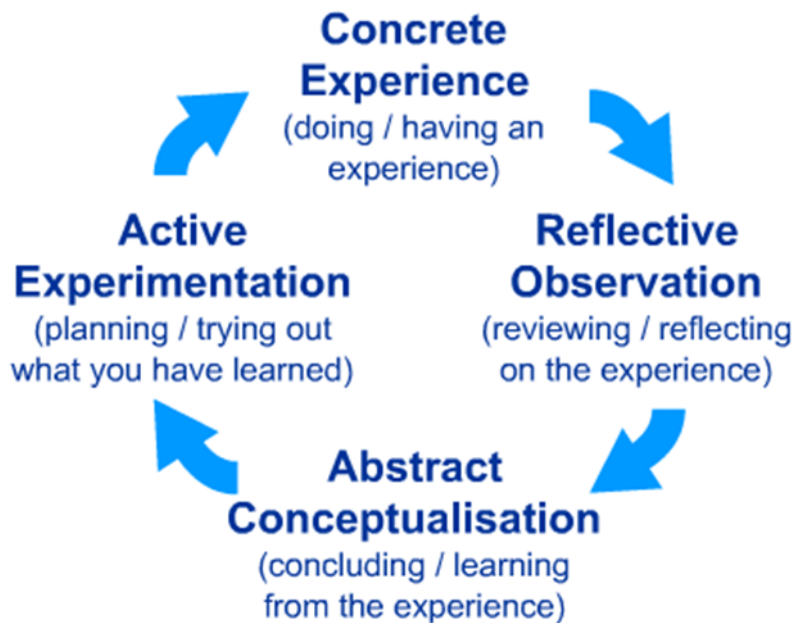 Concrete
Experience
(doing / having an
experience)
Reflective
Observation
(reviewing / reflecting
on the experience)
Abstract
Conceptualisation
(concluding / learning
from the experience)
Active
Experimentation
(planning / trying out
what you have learned)